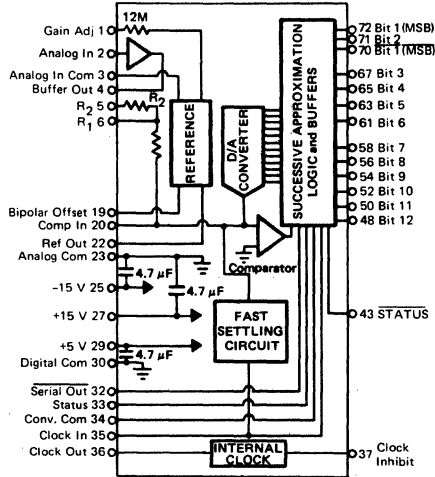 12M
Gain Adj 1
Analog In 2
Analog In Com 3
Buffer Out 4
R2 5
R2
R1 6
REFERENCE
D/A CONVERTER
SUCCESSIVE APPROXIMATION LOGIC and BUFFERS
72 Bit 1 (MSB)
71 Bit 2
70 Bit 1 (MSB)
67 Bit 3
65 Bit 4
63 Bit 5
61 Bit 6
58 Bit 7
56 Bit 8
54 Bit 9
52 Bit 10
50 Bit 11
48 Bit 12
Bipolar Offset 19
Comp In 20
Ref Out 22
Analog Com 23
Comparator
4.7 µF
4.7 µF
-15 V 25
+15 V 27
FAST
SETTLING
CIRCUIT
43 STATUS
+5 V 29
4.7 µF
Digital Com 30
Serial Out 32
Status 33
Conv. Com 34
Clock In 35
Clock Out 36
INTERNAL
CLOCK
37 Clock
Inhibit